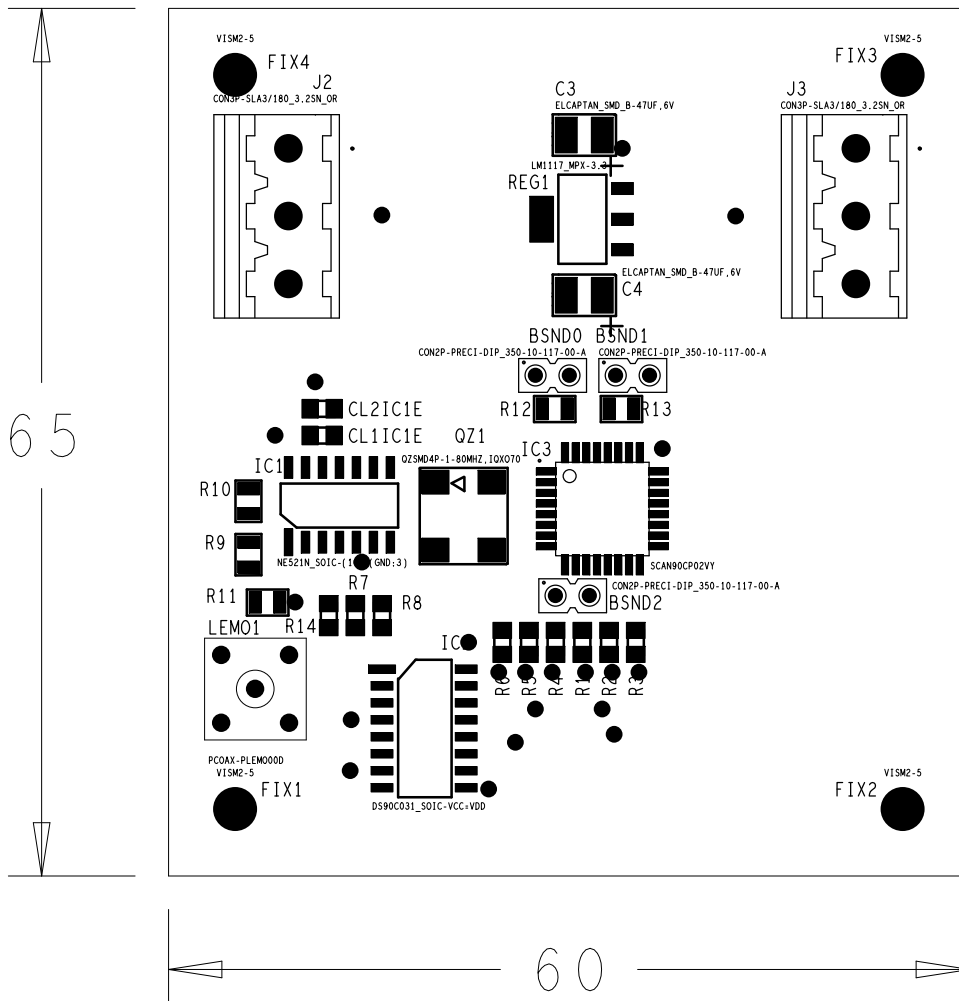 VISM2-5
VISM2-5
FIX4
FIX3
J2
C3
J3
CON3P-SLA3/180_3.2SN_OR
ELCAPTAN_SMD_B-47UF,6V
CON3P-SLA3/180_3.2SN_OR
LM1117_MPX-3.3
REG1
ELCAPTAN_SMD_B-47UF,6V
C4
BSND0
BSND1
CON2P-PRECI-DIP_350-10-117-00-A
CON2P-PRECI-DIP_350-10-117-00-A
CL2IC1E
R12
R13
65
CL1IC1E
QZ1
IC3
IC1
QZSMD4P-1-80MHZ,IQXO70
R10
R9
NE521N_SOIC-(
(GND:3)
SCAN90CP02VY
R7
CON2P-PRECI-DIP_350-10-117-00-A
R11
R8
BSND2
LEMO1
R14
IC
R6
R5
R4
R1
R2
R3
PCOAX-PLEMO00D
VISM2-5
VISM2-5
FIX1
FIX2
DS90C031_SOIC-VCC=VDD
60